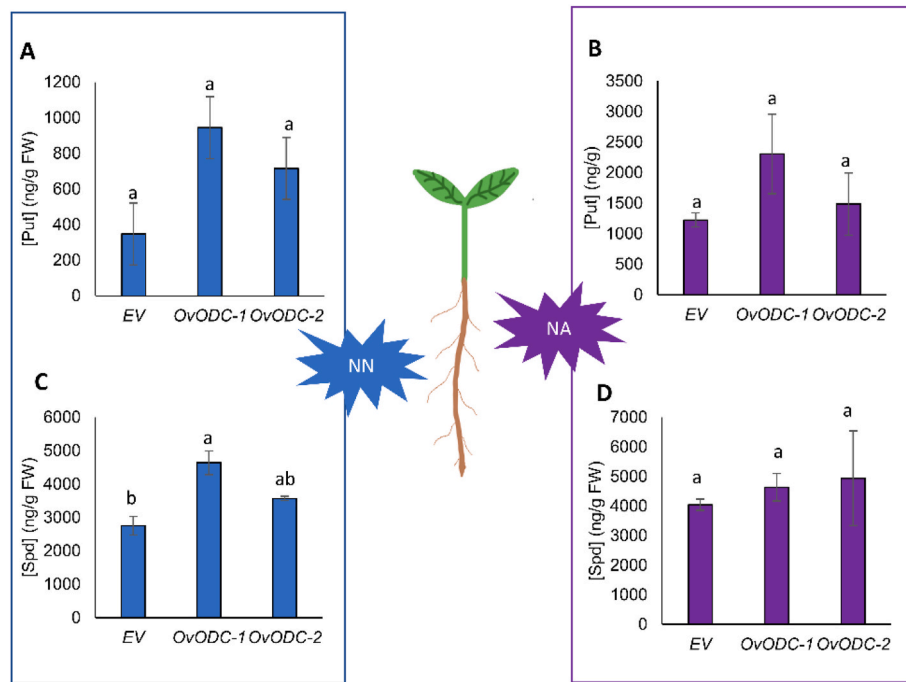 A
[Put] (ng/g FW)
1200
1000
800
600
400
200
0
a
a
a
EV OvODC-1 OvODC-2
B
[Put] (ng/g)
3500
3000
2500
2000
1500
1000
500
0
a
a
a
EV OvODC-1 OvODC-2
NN
NA
C
[Spd] (ng/g FW)
6000
5000
4000
3000
2000
1000
0
b
a
ab
EV OvODC-1 OvODC-2
D
[Spd] (ng/g FW)
7000
6000
5000
4000
3000
2000
1000
0
a
a
a
EV OvODC-1 OvODC-2